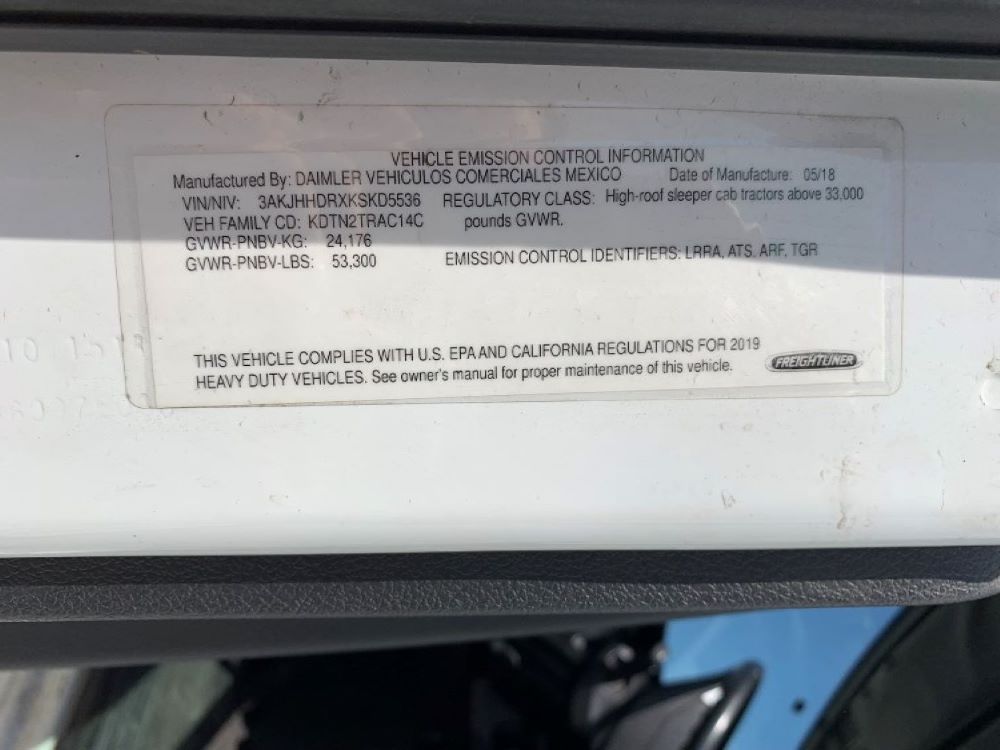 VEHICLE EMISSION CONTROL INFORMATION
Manufactured By: DAIMLER VEHICULOS COMERCIALES MEXICO Date of Manufacture: 05/18
VIN/NIV: 3AKJHHDRXKSKD5536 REGULATORY CLASS: High-roof sleeper cab tractors above 33,000
VEH FAMILY CD: KDTN2TRAC14C pounds GVWR.
GVWR-PNBV-KG: 24,176
GVWR-PNBV-LBS: 53,300 EMISSION CONTROL IDENTIFIERS: LRRA, ATS, ARF, TGR
THIS VEHICLE COMPLIES WITH U.S. EPA AND CALIFORNIA REGULATIONS FOR 2019
HEAVY DUTY VEHICLES. See owner's manual for proper maintenance of this vehicle.
FREIGHTLINER